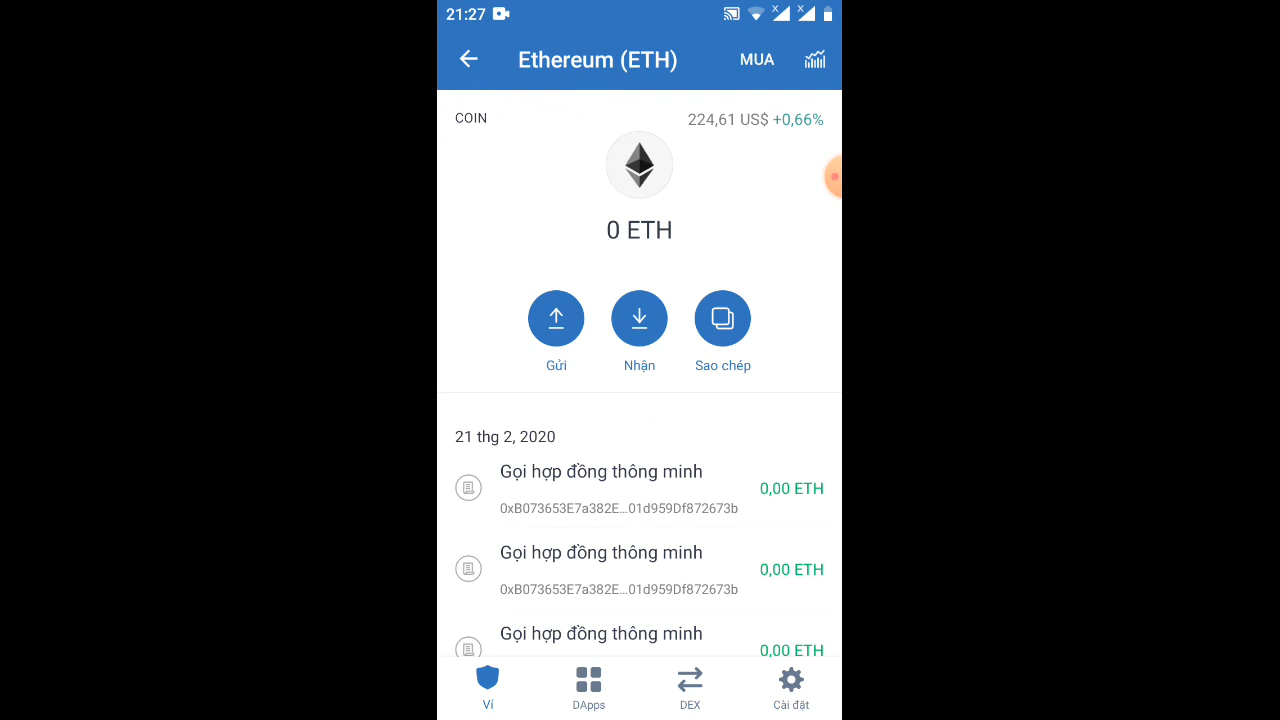 21:27
Ethereum (ETH) MUA
COIN 224,61 US$ +0,66%
0 ETH
Gửi Nhận Sao chép
21 thg 2, 2020
Gọi hợp đồng thông minh
0,00 ETH
0xB073653E7a382E...01d959Df872673b
Gọi hợp đồng thông minh
0,00 ETH
0xB073653E7a382E...01d959Df872673b
Gọi hợp đồng thông minh
0,00 ETH
Ví DApps DEX Cài đặt